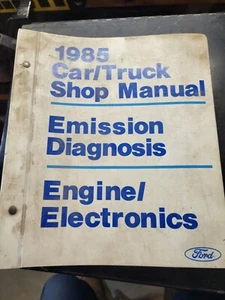 1985
Car/Truck
Shop Manual
Emission
Diagnosis
Engine/
Electronics
Ford